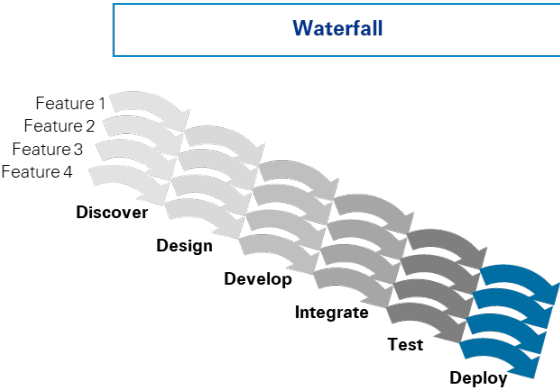 Waterfall
Feature 1
Feature 2
Feature 3
Feature 4
Discover
Design
Develop
Integrate
Test
Deploy